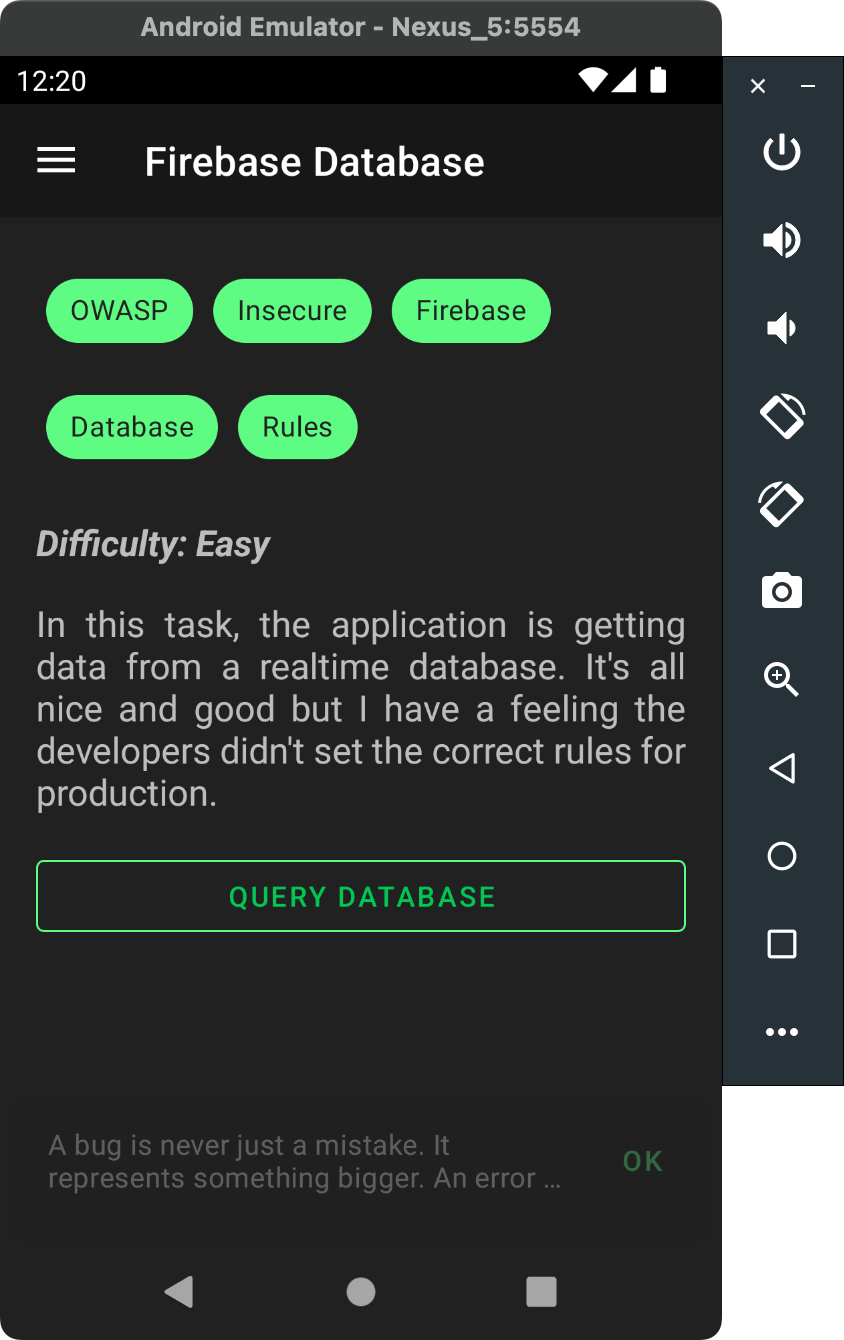 Android Emulator - Nexus_5:5554
12:20
Firebase Database
OWASP Insecure Firebase
Database Rules
Difficulty: Easy
In this task, the application is getting
data from a realtime database. It's all
nice and good but I have a feeling the
developers didn't set the correct rules for
production.
QUERY DATABASE
A bug is never just a mistake. It
represents something bigger. An error …
OK